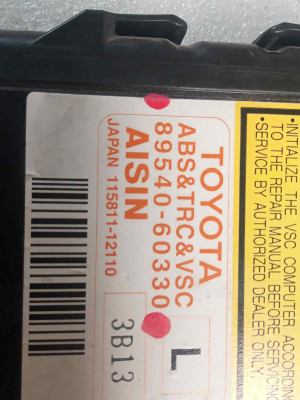 TOYOTA
ABS&TRC&VSC
89540-60330
AISIN
JAPAN 115811-12110
L
3B13
•INITIALIZE THE VSC COMPUTER ACCORDING
TO THE REPAIR MANUAL BEFORE SERVICING
•SERVICE BY AUTHORIZED DEALER ONLY.